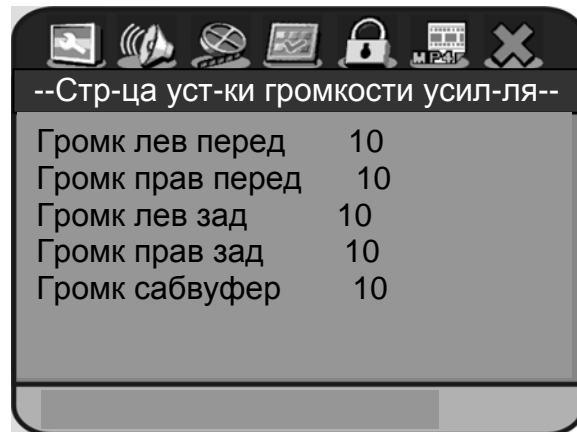 MP4
--Стр-ца уст-ки громкости усил-ля--
Громк лев перед 10
Громк прав перед 10
Громк лев зад 10
Громк прав зад 10
Громк сабвуфер 10